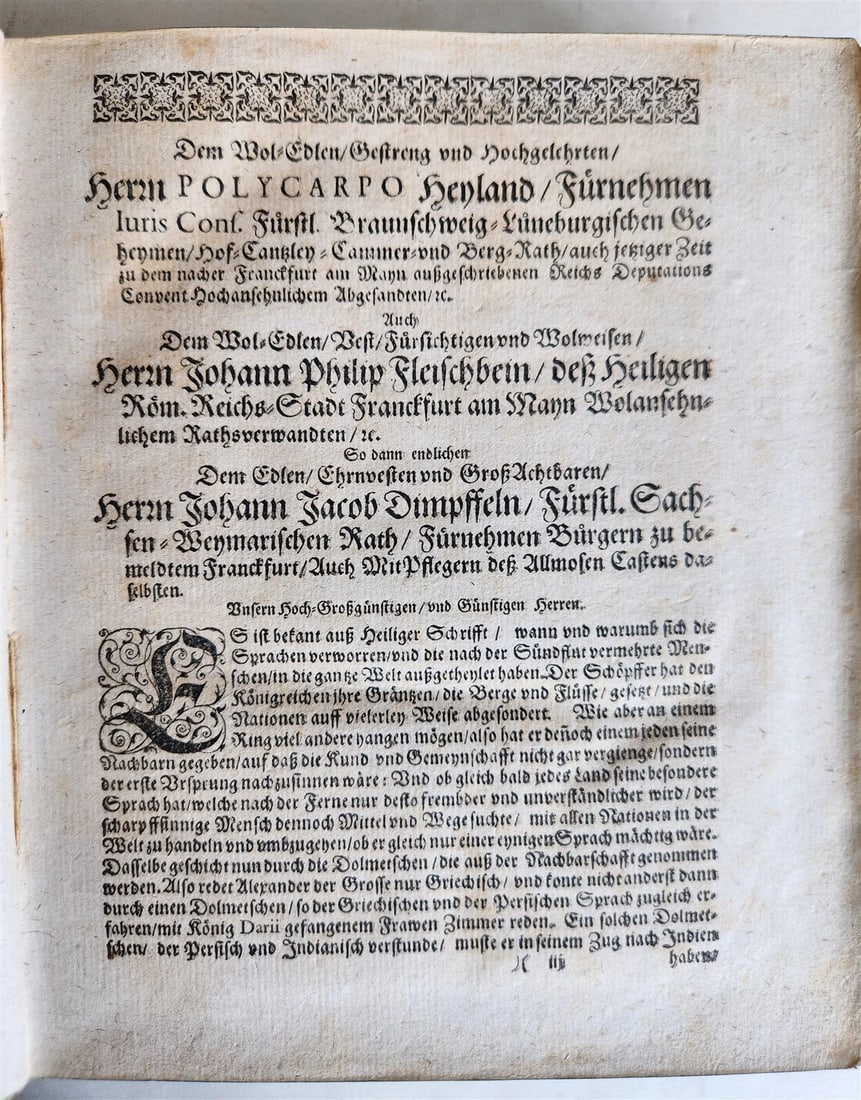 Dem Wol-Edlen/Gestreng vnd Hochgelehrten/
Herrn POLYCARPO Heyland/Fürnehmen
Iuris Conſ. Fürſtl. Braunſchweig-Lüneburgiſchen Ge-
heymen/Hof-Cantzley-Cammer-vnd Berg-Rath/auch jetziger Zeit
zu dem nacher Franckfurt am Mayn außgeſchriebenen Reichs Deputations
Convent Hochanſehnlichem Abgeſandten/ꝛc.
Auch
Dem Wol-Edlen/Veſt/Fürſichtigen vnd Wolweiſen/
Herrn Johann Philip Fleiſchbein/deß Heiligen
Röm. Reichs-Stadt Franckfurt am Mayn Wolanſehn-
lichem Rathsverwandten/ꝛc.
So dann endlichen
Dem Edlen/Ehrnveſten vnd GroßAchtbaren/
Herrn Johann Jacob Dimpffeln/Fürſtl. Sach-
ſen-Weymariſchen Rath/Fürnehmen Bürgern zu be-
meldtem Franckfurt/Auch MitPflegern deß Allmoſen Caſtens da-
ſelbſten.
Vnſern Hoch-Großgünſtigen/vnd Günſtigen Herren.
ES iſt bekant auß Heiliger Schrifft/ wann vnd warumb ſich die
Sprachen verworren/vnd die nach der Sündflut vermehrte Men-
ſchen/in die gantze Welt außgetheylet haben. Der Schöpffer hat den
Königreichen jhre Gräntzen/die Berge vnd Flüſſe/geſetzt/vnd die
Nationen auff vielerley Weiſe abgeſondert. Wie aber an einem
Ring viel andere hangen mögen/alſo hat er deñoch einem jeden ſeine
Nachbarn gegeben/auf daß die Kund vnd Gemeynſchafft nicht gar vergienge/ſondern
der erſte Vrſprung nachzuſinnen wäre: Vnd ob gleich bald jedes Land ſeine beſondere
Sprach hat/welche nach der Ferne nur deſto frembder vnd unverſtändlicher wird/der
ſcharpffſinnige Menſch dennoch Mittel vnd Wege ſuchte/ mit allen Nationen in der
Welt zu handeln vnd vmbzugehen/ob er gleich nur einer eynigen Sprach mächtig wäre.
Daſſelbe geſchicht nun durch die Dolmetſchen/die auß der Nachbarſchafft genommen
werden. Alſo redet Alexander der Groſſe nur Griechiſch/ vnd konte nicht anderſt dann
durch einen Dolmetſchen/ſo der Griechiſchen vnd der Perſiſchen Sprach zugleich er-
fahren/mit König Darii gefangenem Frawen Zimmer reden. Ein ſolchen Dolmet-
ſchen/ der Perſiſch vnd Indianiſch verſtunde/ muſte er in ſeinem Zug nach Indien
)( iij haben/